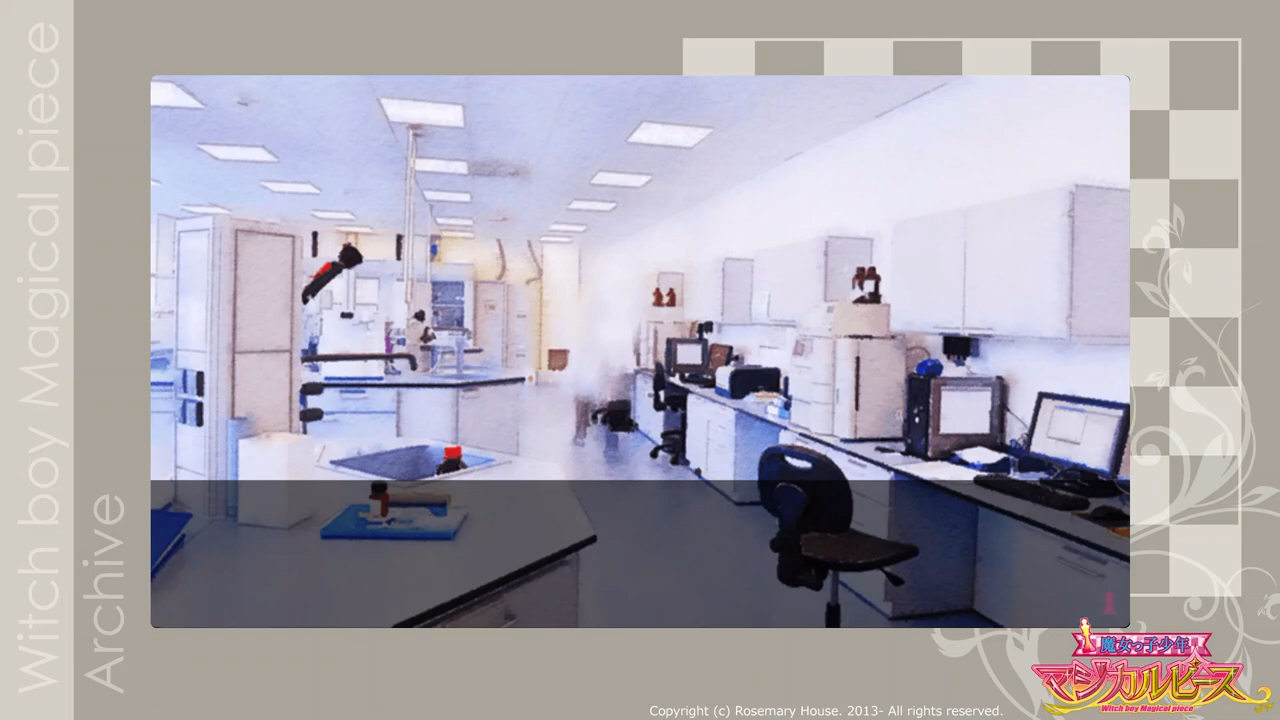 Witch boy Magical piece
Archive
魔女っ子少年
マジカルピース
Witch boy Magical piece
Copyright (c) Rosemary House. 2013- All rights reserved.